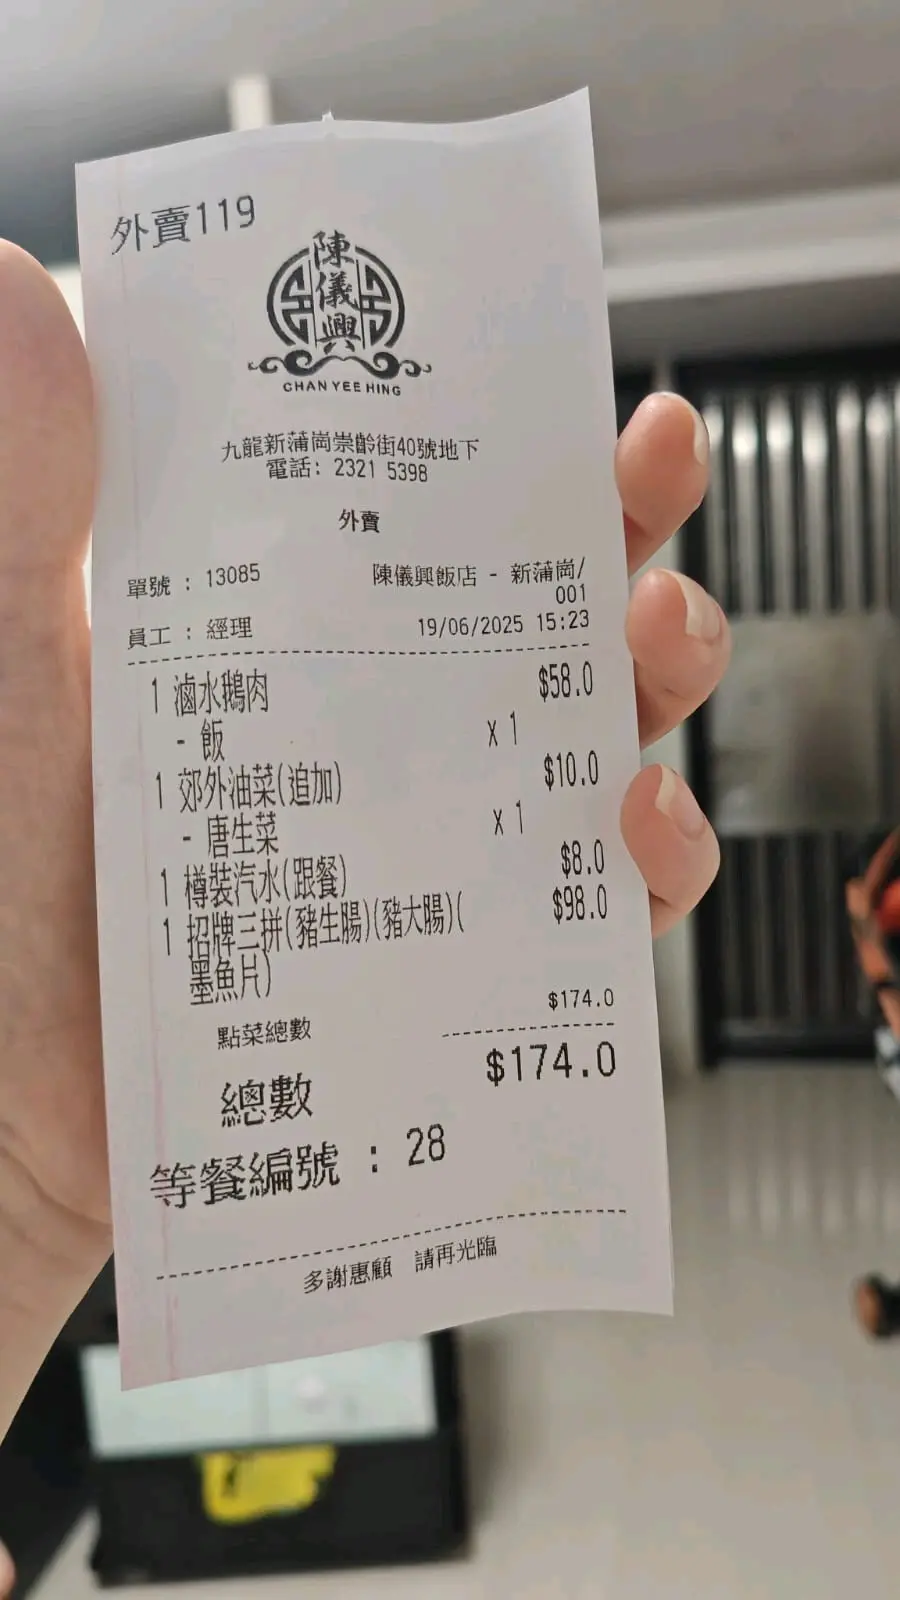 外賣119
陳儀興
CHAN YEE HING
九龍新蒲崗崇齡街40號地下
電話: 2321 5398
外賣
單號 : 13085 陳儀興飯店 - 新蒲崗/
001
員工 : 經理 19/06/2025 15:23
1 滷水鵝肉 $58.0
- 飯 x 1
1 郊外油菜(追加) $10.0
- 唐生菜 x 1
1 樽裝汽水(跟餐) $8.0
1 招牌三拼(豬生腸)(豬大腸)( $98.0
墨魚片)
點菜總數 $174.0
總數 $174.0
等餐編號 : 28
多謝惠顧 請再光臨